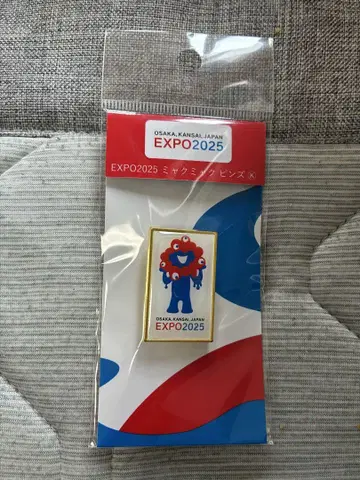 OSAKA, KANSAI, JAPAN
EXPO2025
EXPO2025 ミャクミャク ピンズ Ⓚ
OSAKA, KANSAI, JAPAN
EXPO2025